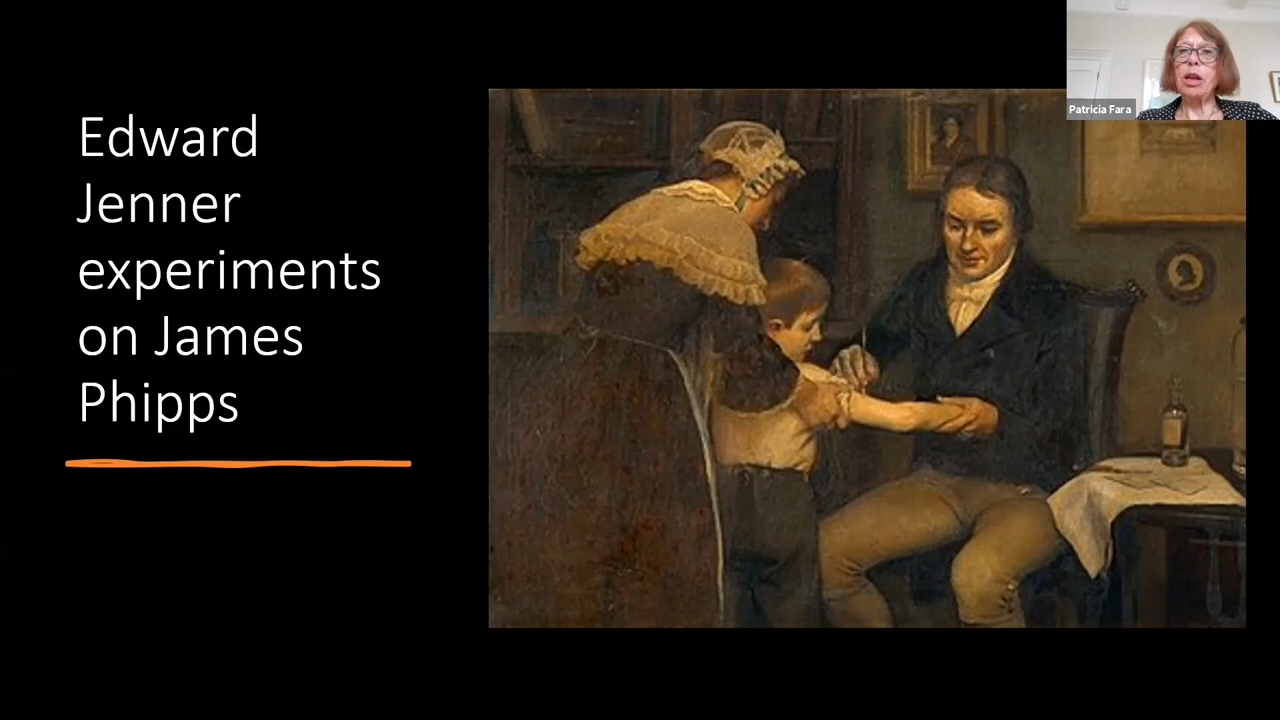 Edward
Jenner
experiments
on James
Phipps
Patricia Fara